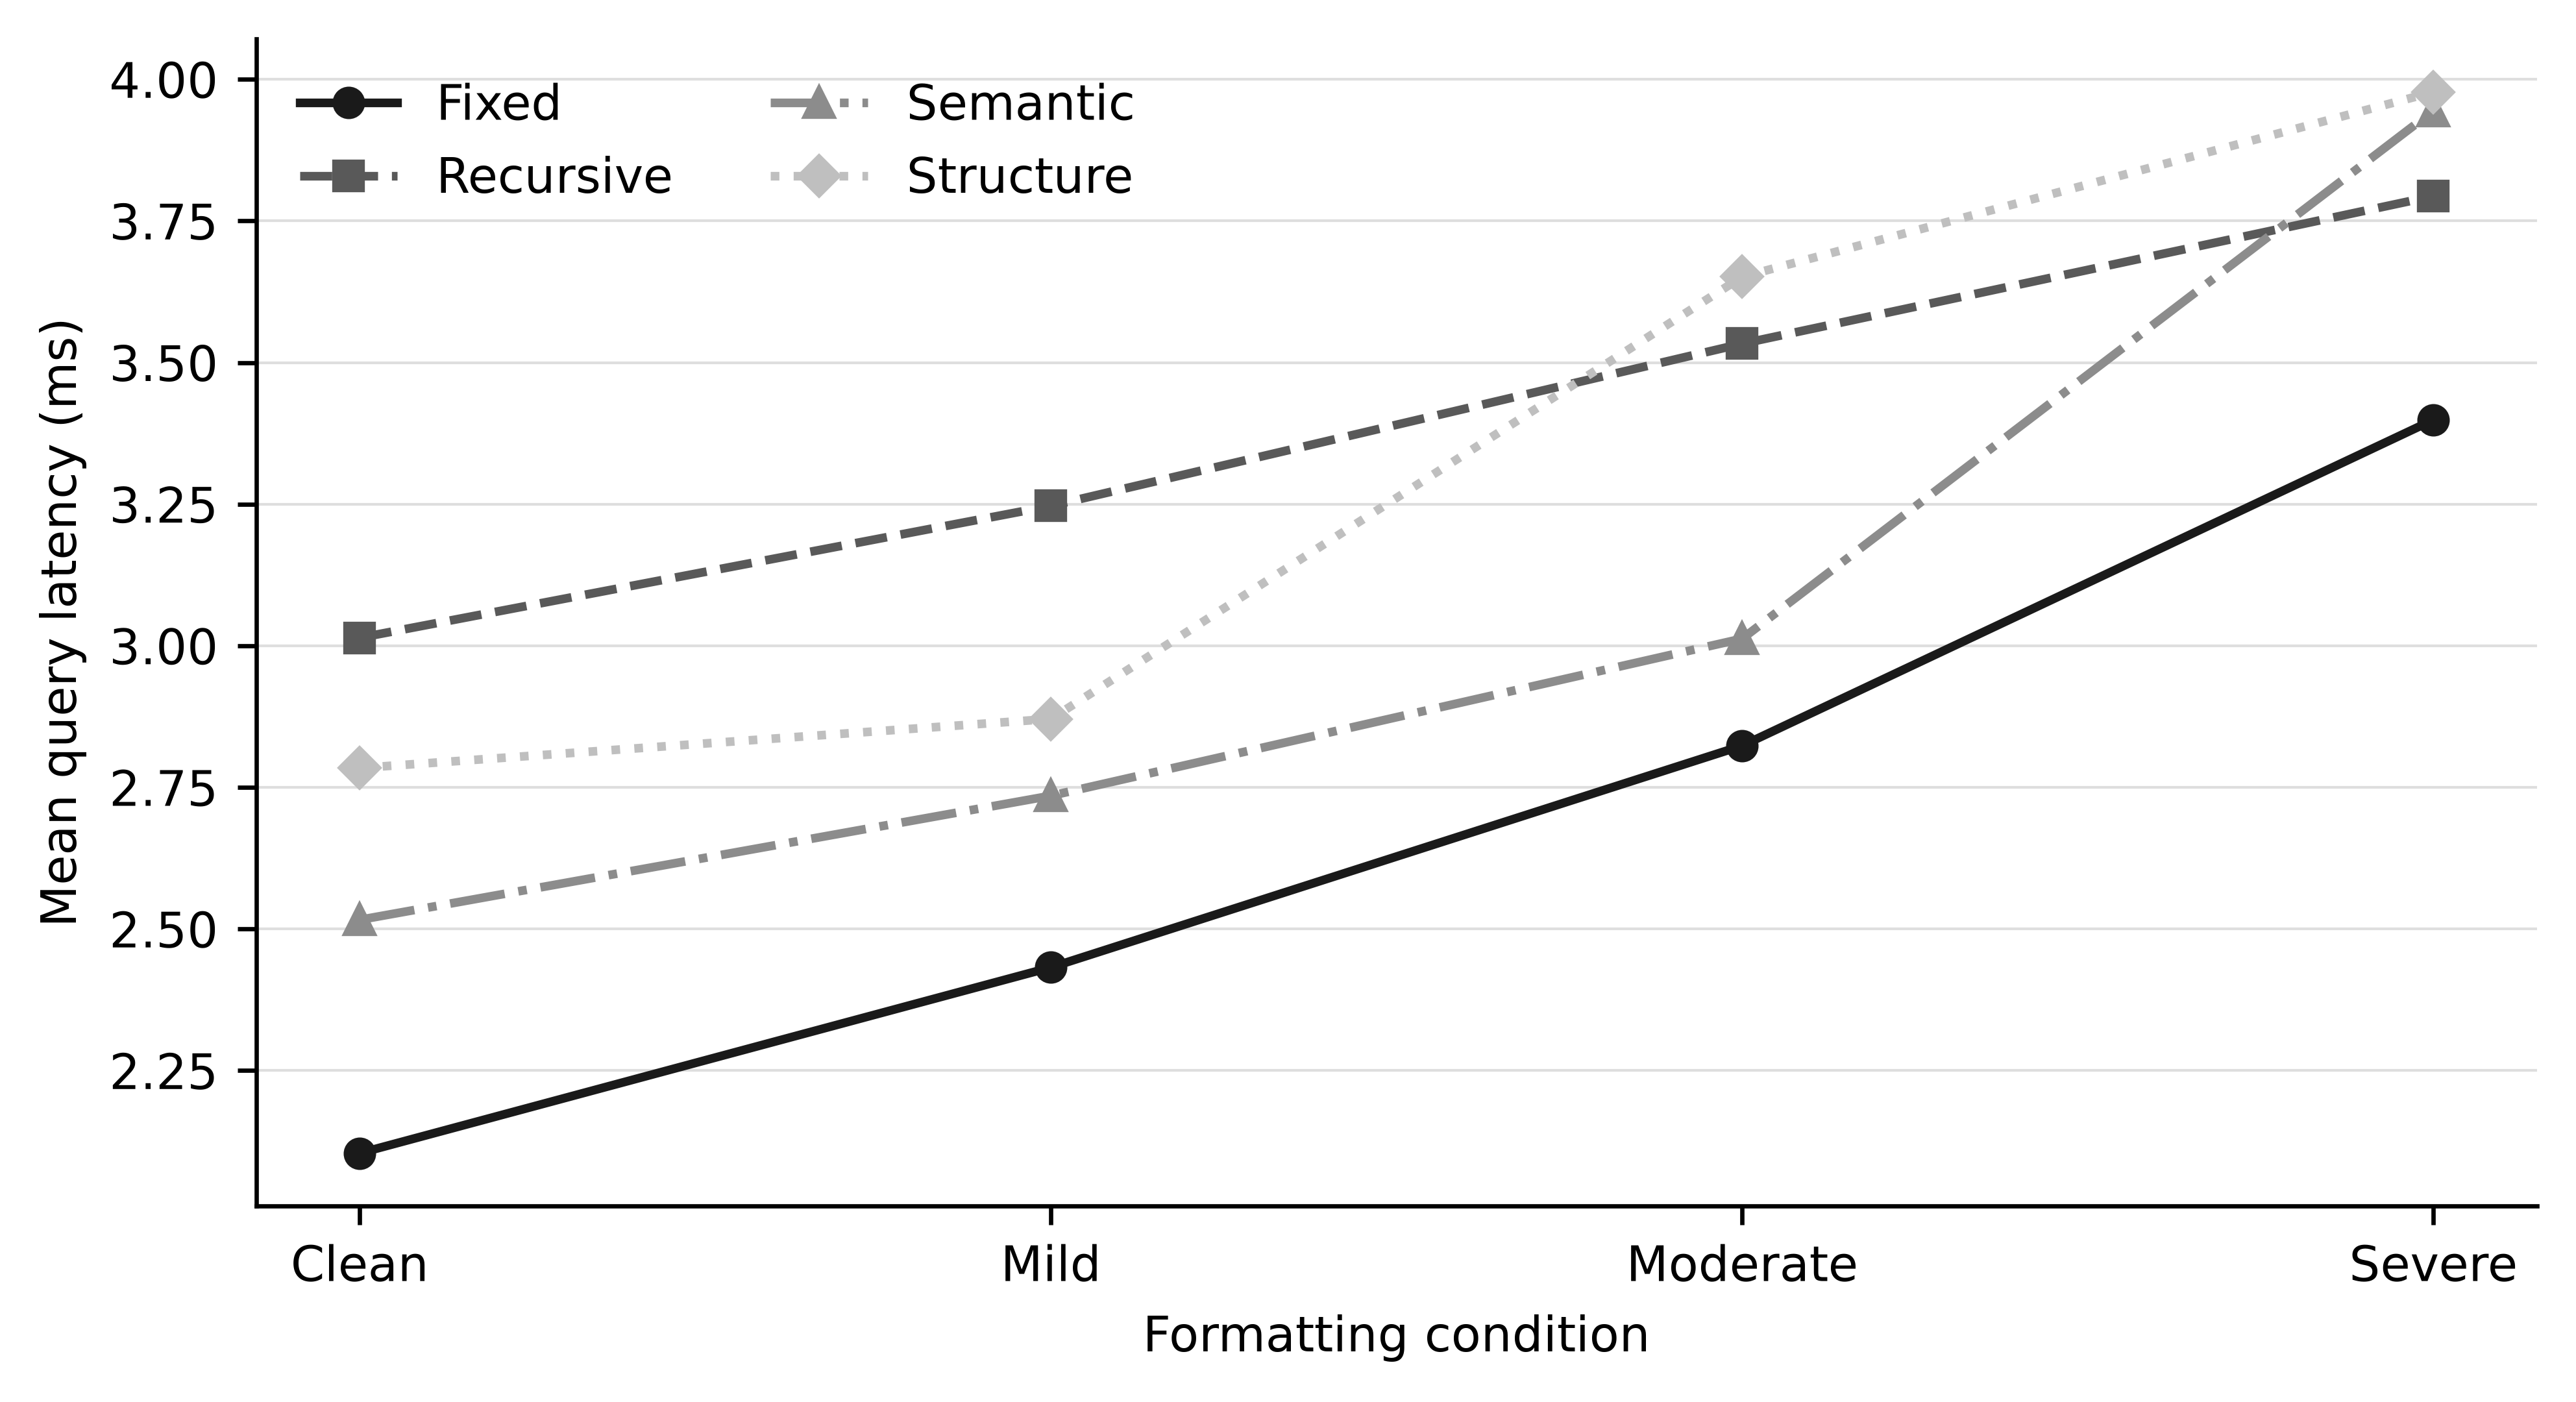 Mean query latency (ms)
4.00
3.75
3.50
3.25
3.00
2.75
2.50
2.25
Fixed
Recursive
Semantic
Structure
Clean
Mild
Moderate
Severe
Formatting condition